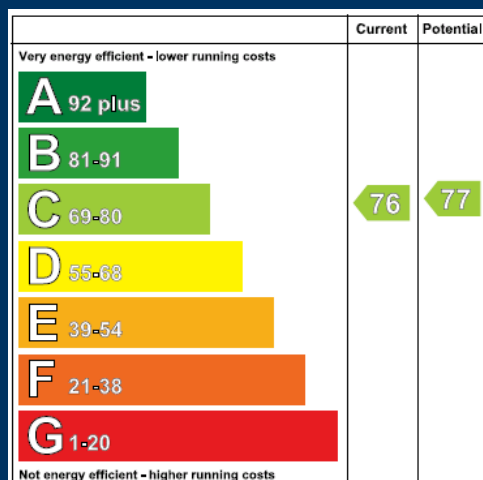 Current Potential
Very energy efficient - lower running costs
A 92 plus
B 81-91
C 69-80 76 77
D 55-68
E 39-54
F 21-38
G 1-20
Not energy efficient - higher running costs